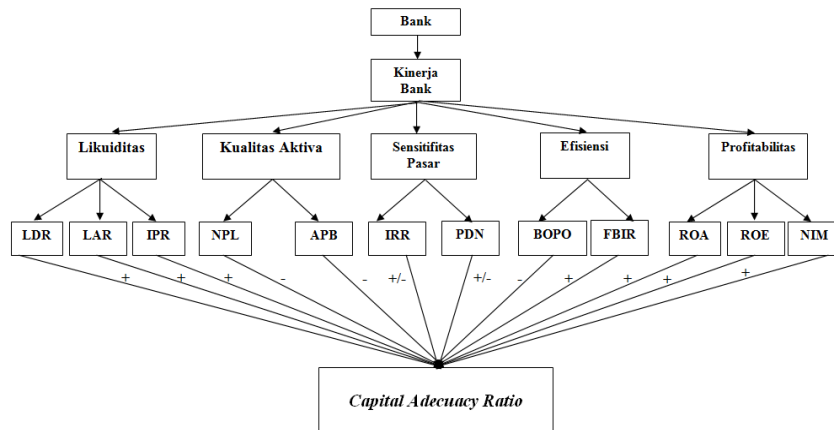 Bank
Kinerja
Bank
Likuiditas
Kualitas Aktiva
Sensitifitas
Pasar
Efisiensi
Profitabilitas
LDR
LAR
IPR
NPL
APB
IRR
PDN
BOPO
FBIR
ROA
ROE
NIM
+
+
+
-
-
+/-
+/-
-
+
+
+
+
Capital Adecuacy Ratio